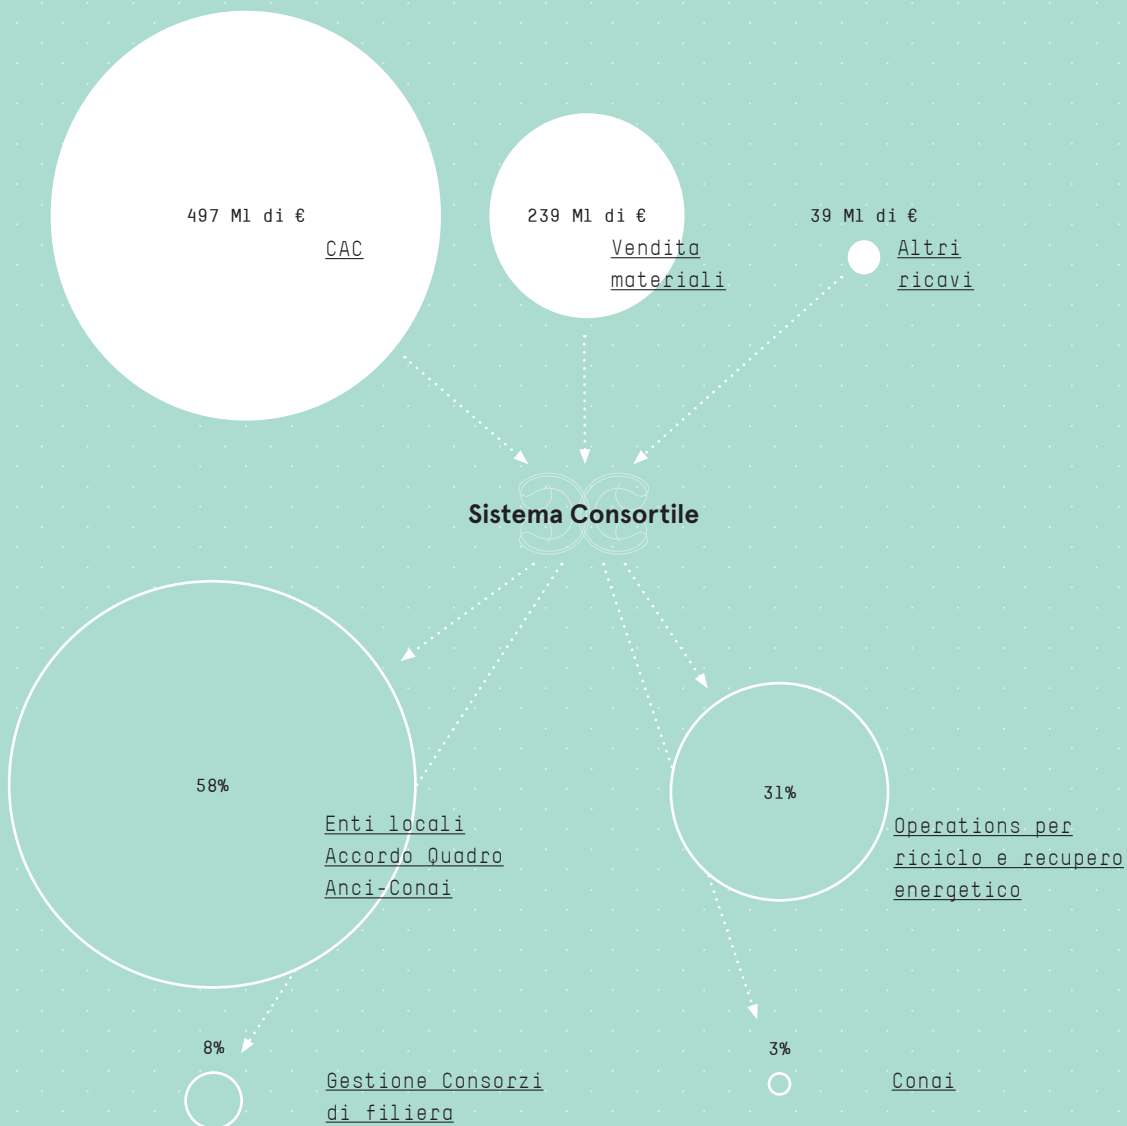 497 Ml di €
CAC
239 Ml di €
Vendita
materiali
39 Ml di €
Altri
ricavi
Sistema Consortile
58%
Enti locali
Accordo Quadro
Anci-Conai
31%
Operations per
riciclo e recupero
energetico
8%
Gestione Consorzi
di filiera
3%
Conai